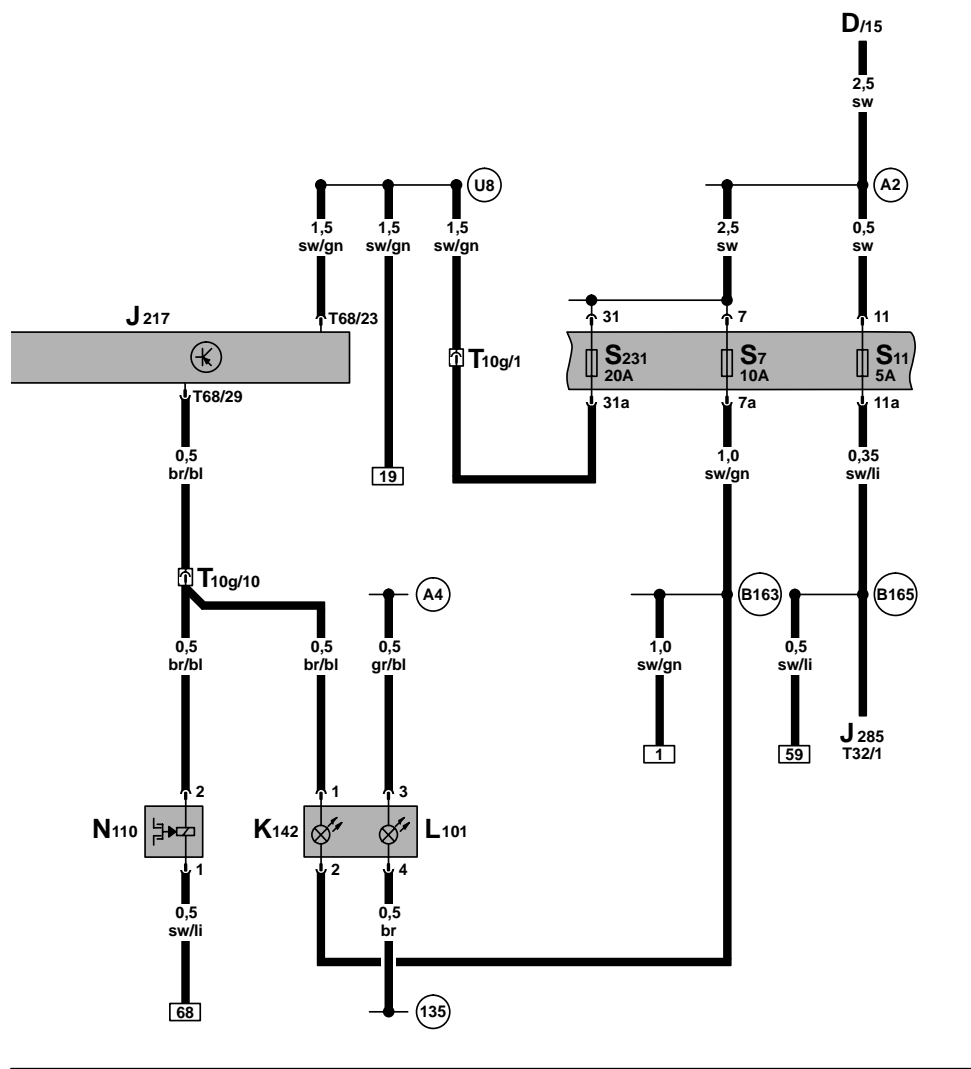 D/15
2,5
sw
U8
A2
1,5
sw/gn
1,5
sw/gn
1,5
sw/gn
2,5
sw
0,5
sw
J 217
T68/23
31
7
11
T10g/1
S231
20A
S7
10A
S11
5A
T68/29
31a
7a
11a
0,5
br/bl
19
1,0
sw/gn
0,35
sw/li
T10g/10
A4
B163
B165
0,5
br/bl
0,5
br/bl
0,5
gr/bl
1,0
sw/gn
0,5
sw/li
J 285
T32/1
1
59
2
1
3
N110
K142
L101
1
2
4
0,5
sw/li
0,5
br
68
135